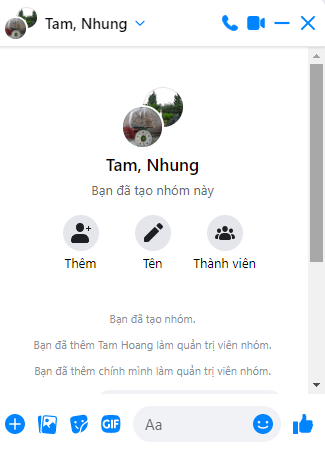 Tam, Nhung
Tam, Nhung
Bạn đã tạo nhóm này
Thêm
Tên
Thành viên
Bạn đã tạo nhóm.
Bạn đã thêm Tam Hoang làm quản trị viên nhóm.
Bạn đã thêm chính mình làm quản trị viên nhóm.
GIF
Aa